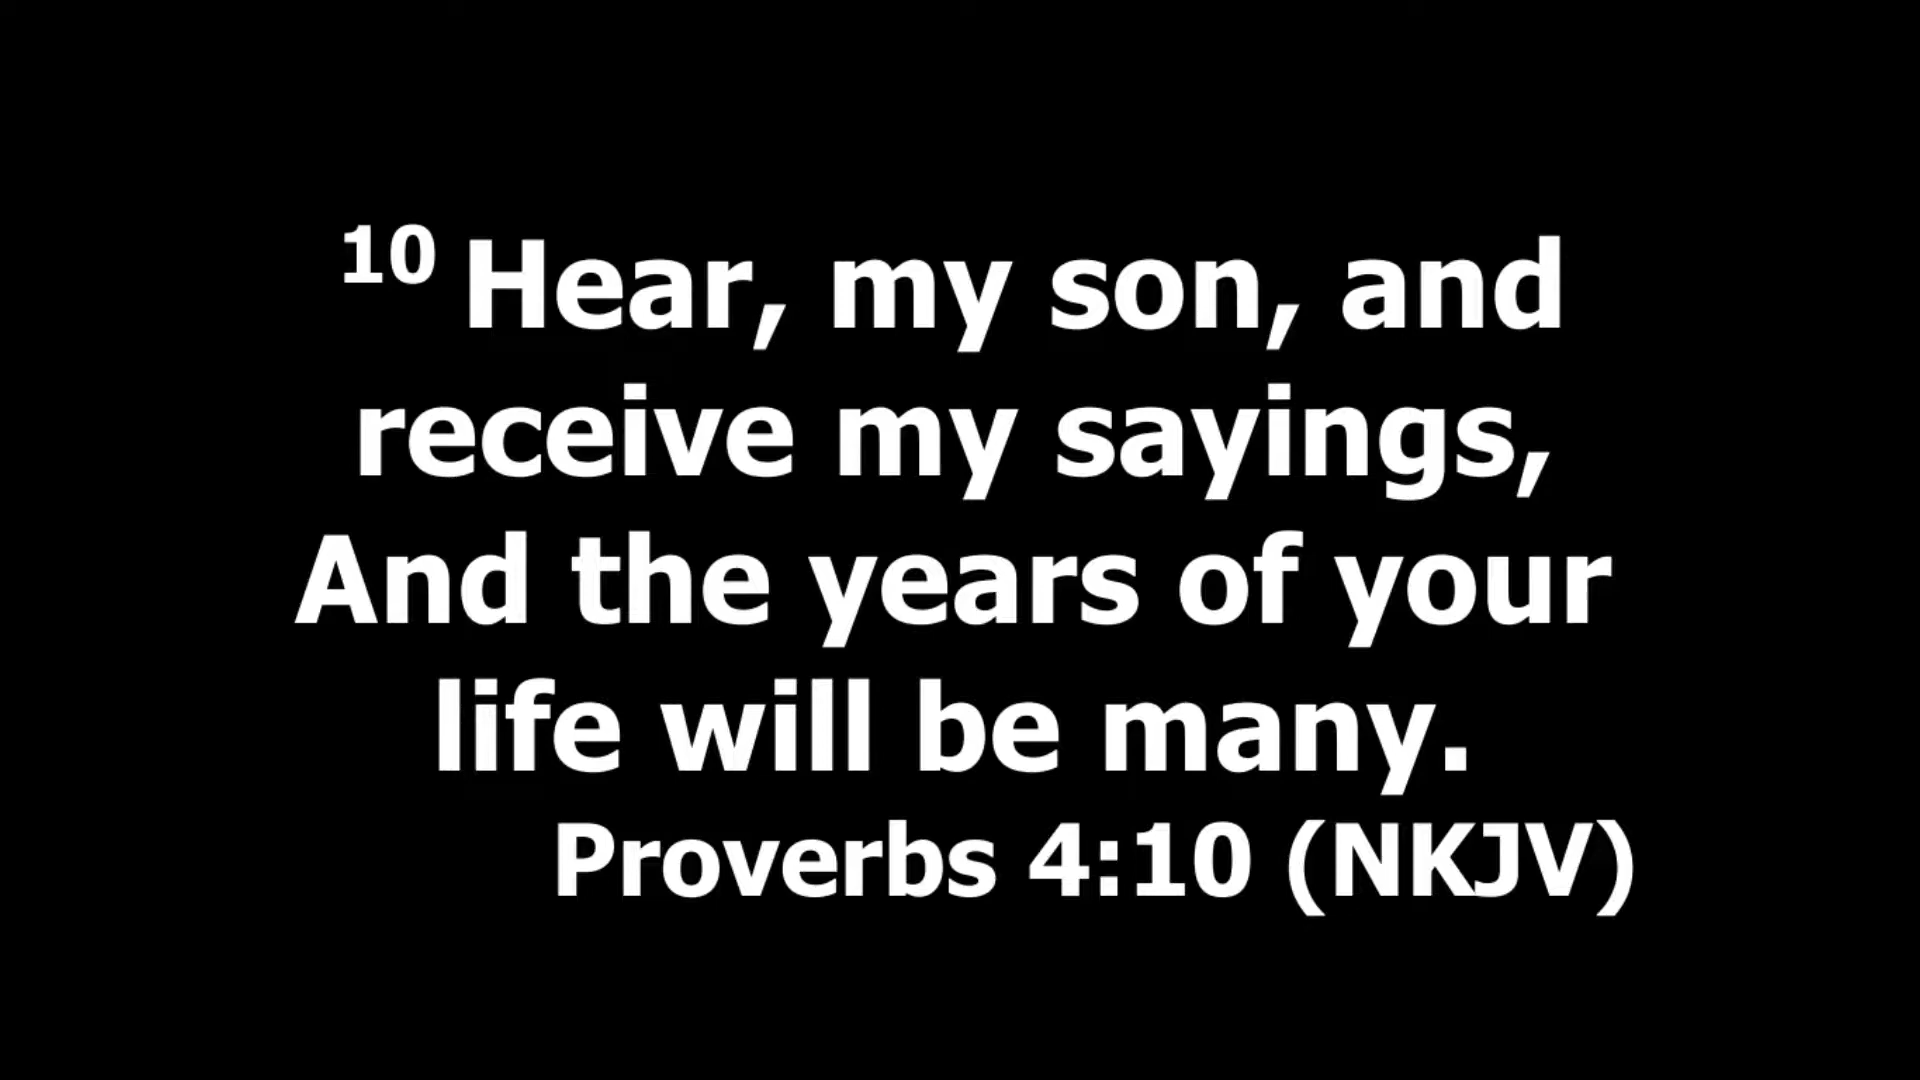 10 Hear, my son, and
receive my sayings,
And the years of your
life will be many.
Proverbs 4:10 (NKJV)